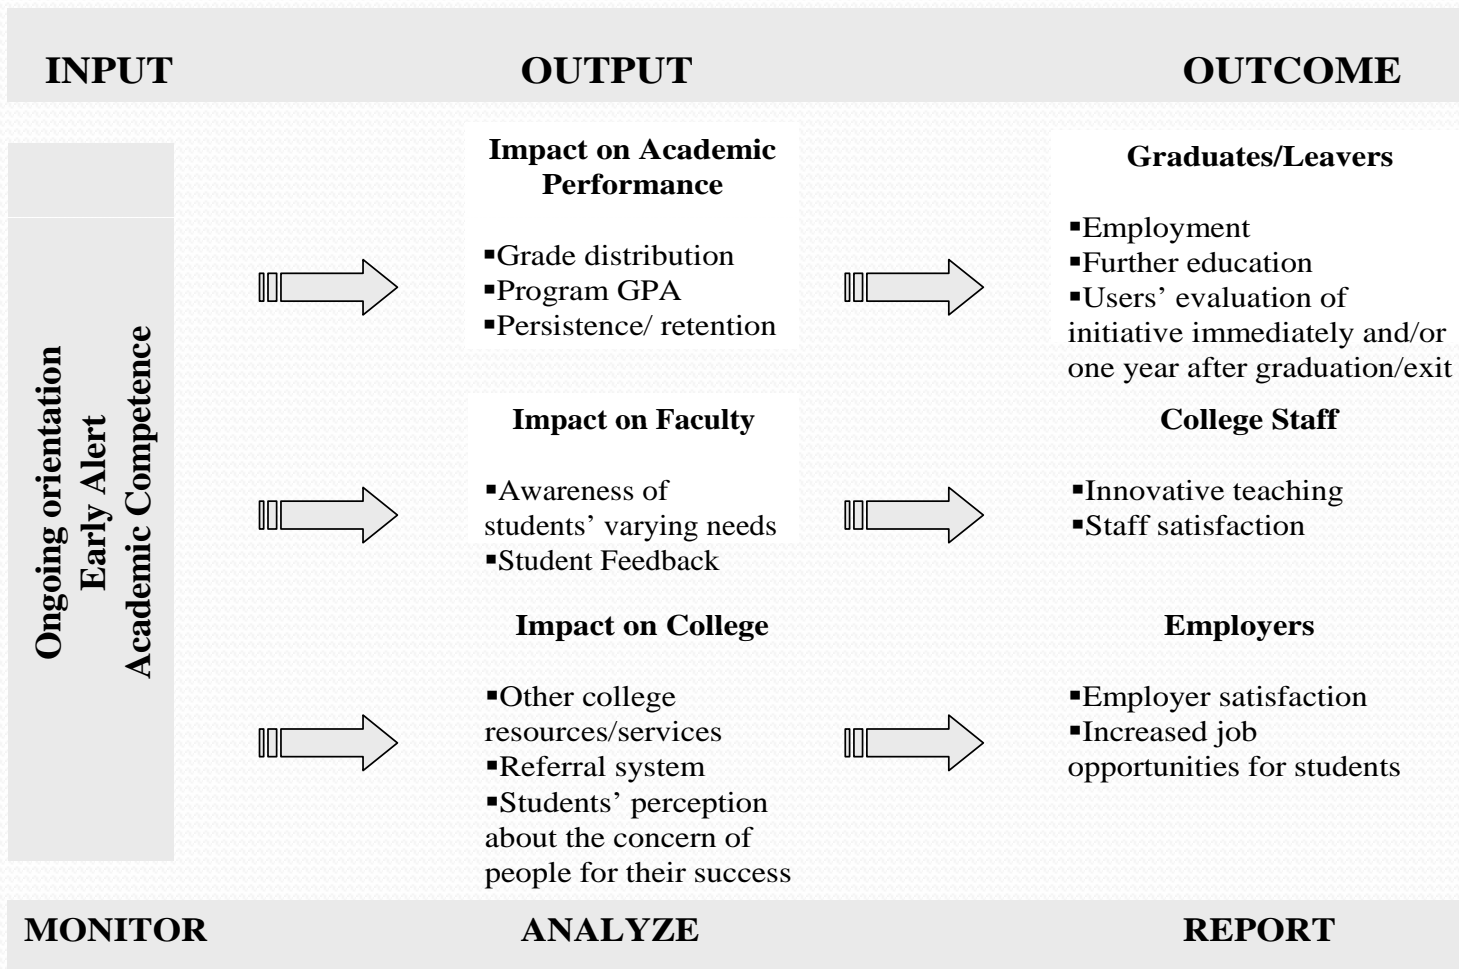 INPUT
OUTPUT
OUTCOME
Ongoing orientation
Early Alert
Academic Competence
Impact on Academic
Performance
▪Grade distribution
▪Program GPA
▪Persistence/ retention
Graduates/Leavers
▪Employment
▪Further education
▪Users’ evaluation of
initiative immediately and/or
one year after graduation/exit
Impact on Faculty
▪Awareness of
students’ varying needs
▪Student Feedback
College Staff
▪Innovative teaching
▪Staff satisfaction
Impact on College
▪Other college
resources/services
▪Referral system
▪Students’ perception
about the concern of
people for their success
Employers
▪Employer satisfaction
▪Increased job
opportunities for students
MONITOR
ANALYZE
REPORT